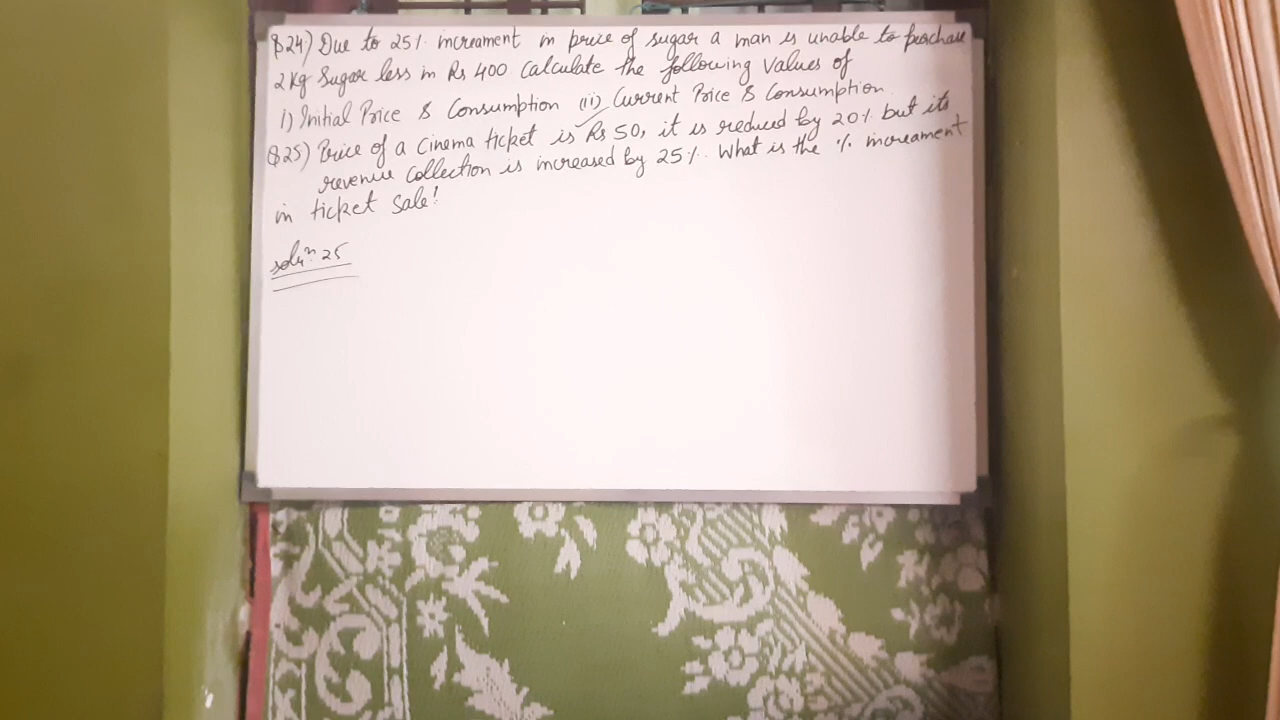 Q24) Due to 25% increament in price of sugar a man is unable to purchase
2 Kg Sugar less in Rs 400 Calculate the following values of
i) Initial Price & Consumption (ii) Current Price & Consumption
Q25) Price of a cinema ticket is Rs 50, it is reduced by 20% but its
revenue collection is increased by 25%. What is the % increament
in ticket sale!
soluⁿ 25